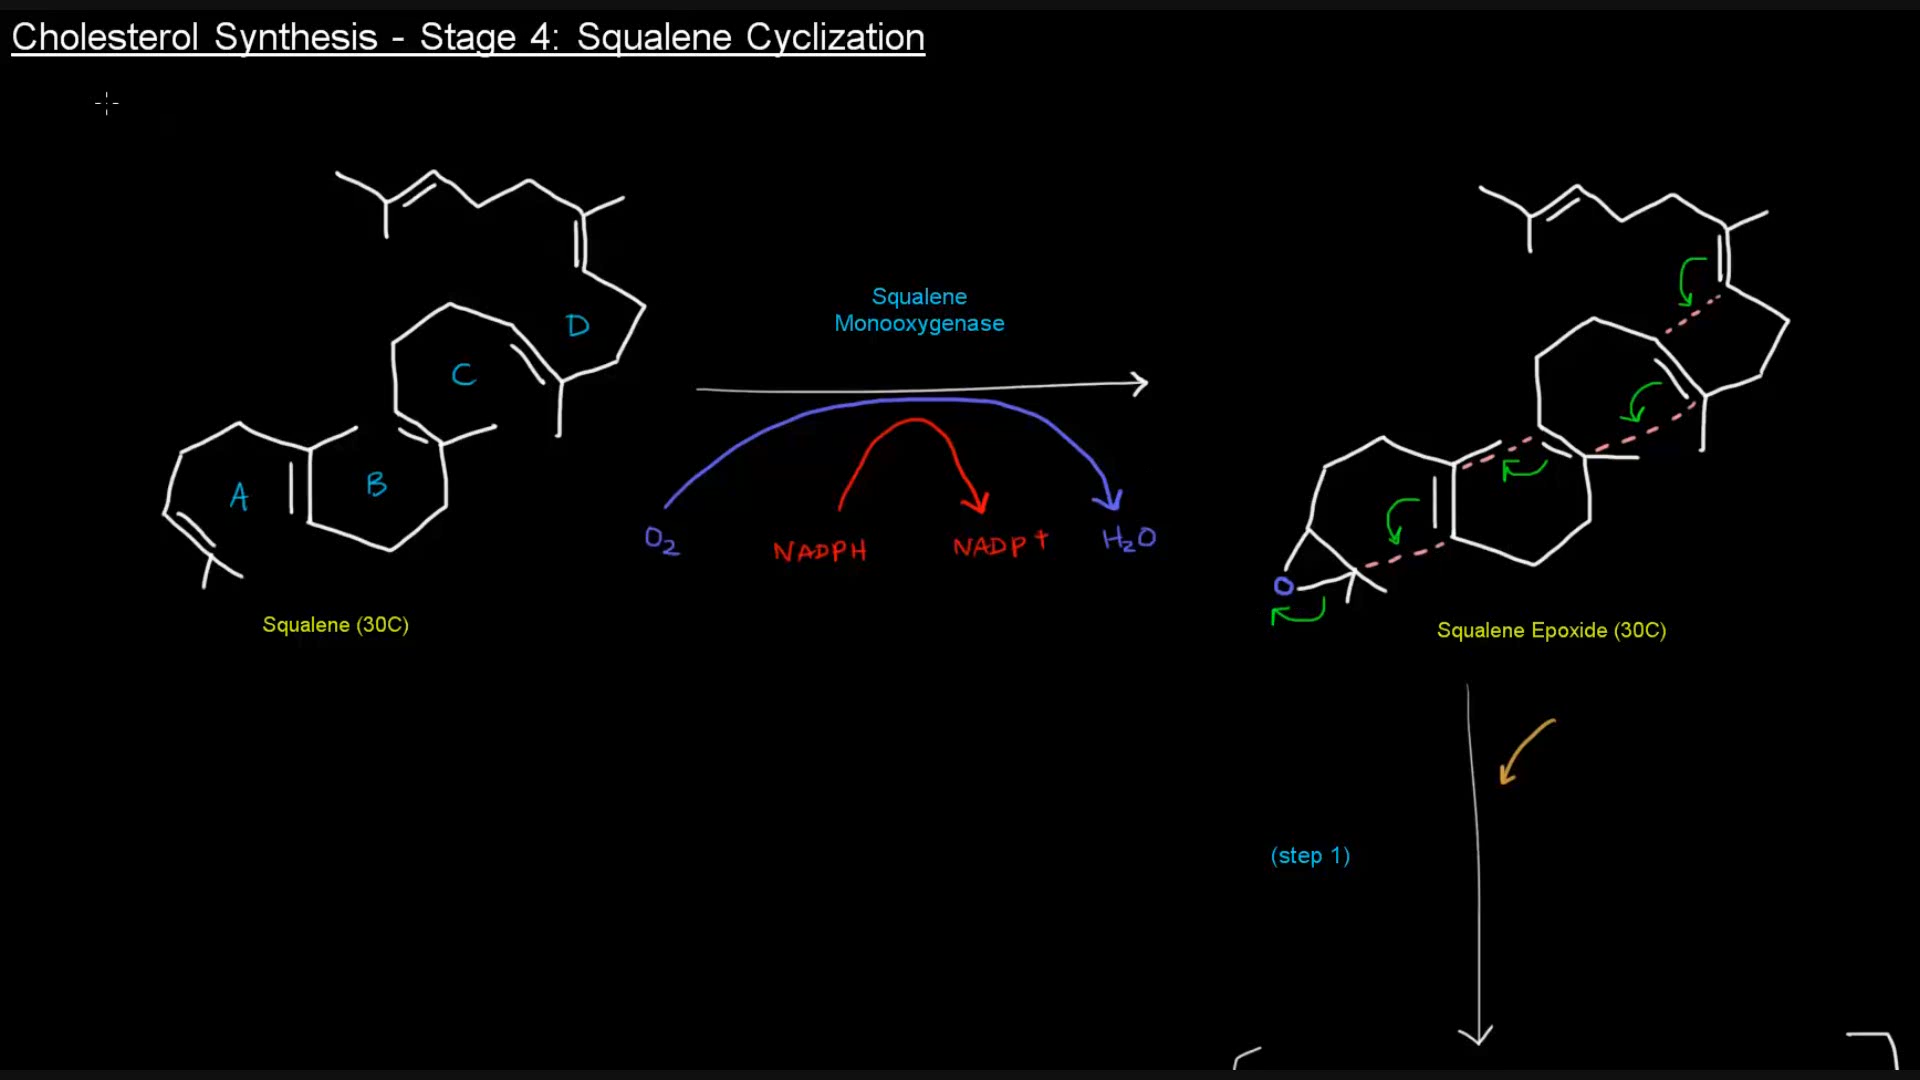 Cholesterol Synthesis - Stage 4: Squalene Cyclization
Squalene
Monooxygenase
A
B
C
D
O₂
NADPH
NADP+
H₂O
O
Squalene (30C)
Squalene Epoxide (30C)
(step 1)